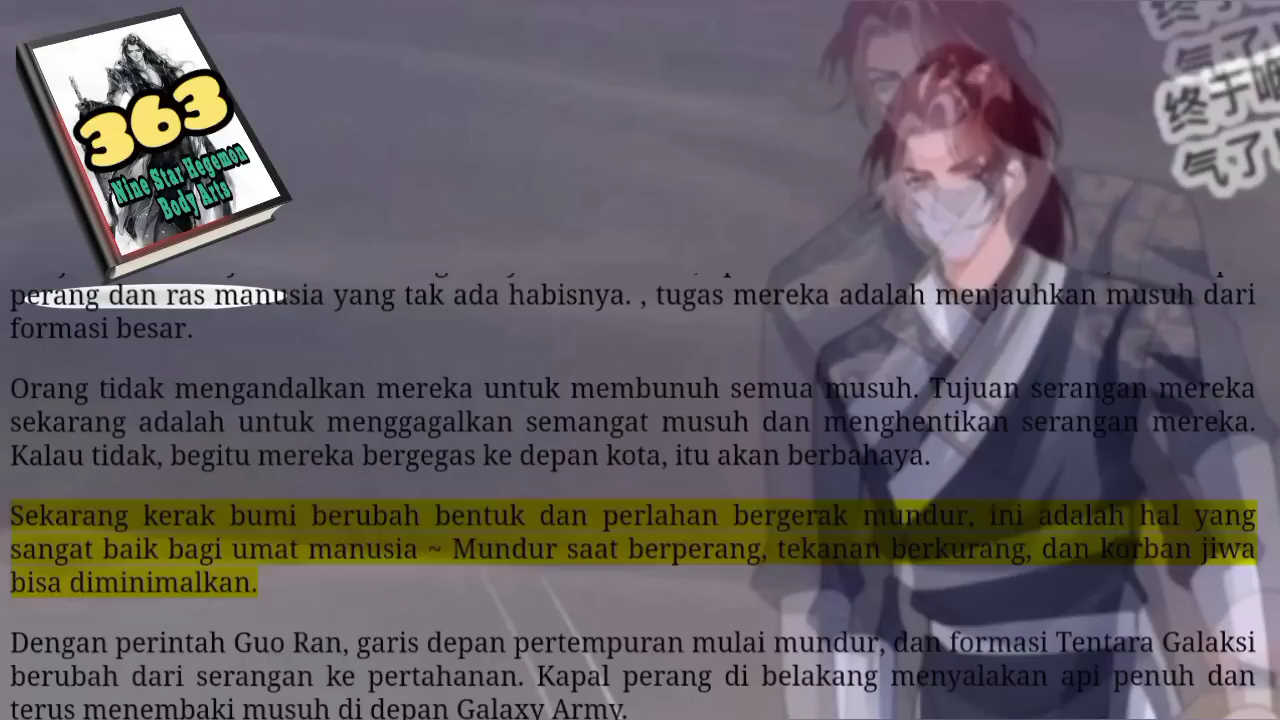 终于
气了
终于
气了
363
Nine Star Hegemon
Body Arts
perang dan ras manusia yang tak ada habisnya. , tugas mereka adalah menjauhkan musuh dari
formasi besar.
Orang tidak mengandalkan mereka untuk membunuh semua musuh. Tujuan serangan mereka
sekarang adalah untuk menggagalkan semangat musuh dan menghentikan serangan mereka.
Kalau tidak, begitu mereka bergegas ke depan kota, itu akan berbahaya.
Sekarang kerak bumi berubah bentuk dan perlahan bergerak mundur, ini adalah hal yang
sangat baik bagi umat manusia ~ Mundur saat berperang, tekanan berkurang, dan korban jiwa
bisa diminimalkan.
Dengan perintah Guo Ran, garis depan pertempuran mulai mundur, dan formasi Tentara Galaksi
berubah dari serangan ke pertahanan. Kapal perang di belakang menyalakan api penuh dan
terus menembaki musuh di depan Galaxy Army.